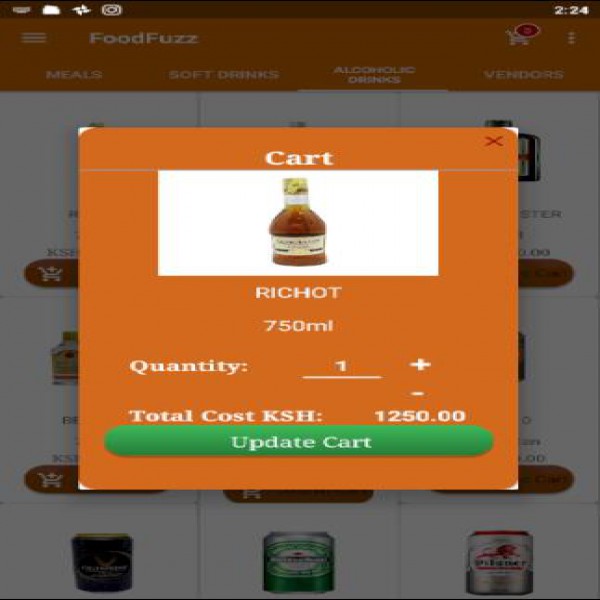 2:24
FoodFuzz
MEALS
SOFT DRINKS
ALCOHOLIC
DRINKS
VENDORS
Cart
RICHOT
750ml
Quantity: 1 +
-
Total Cost KSH: 1250.00
Update Cart
Pilsner